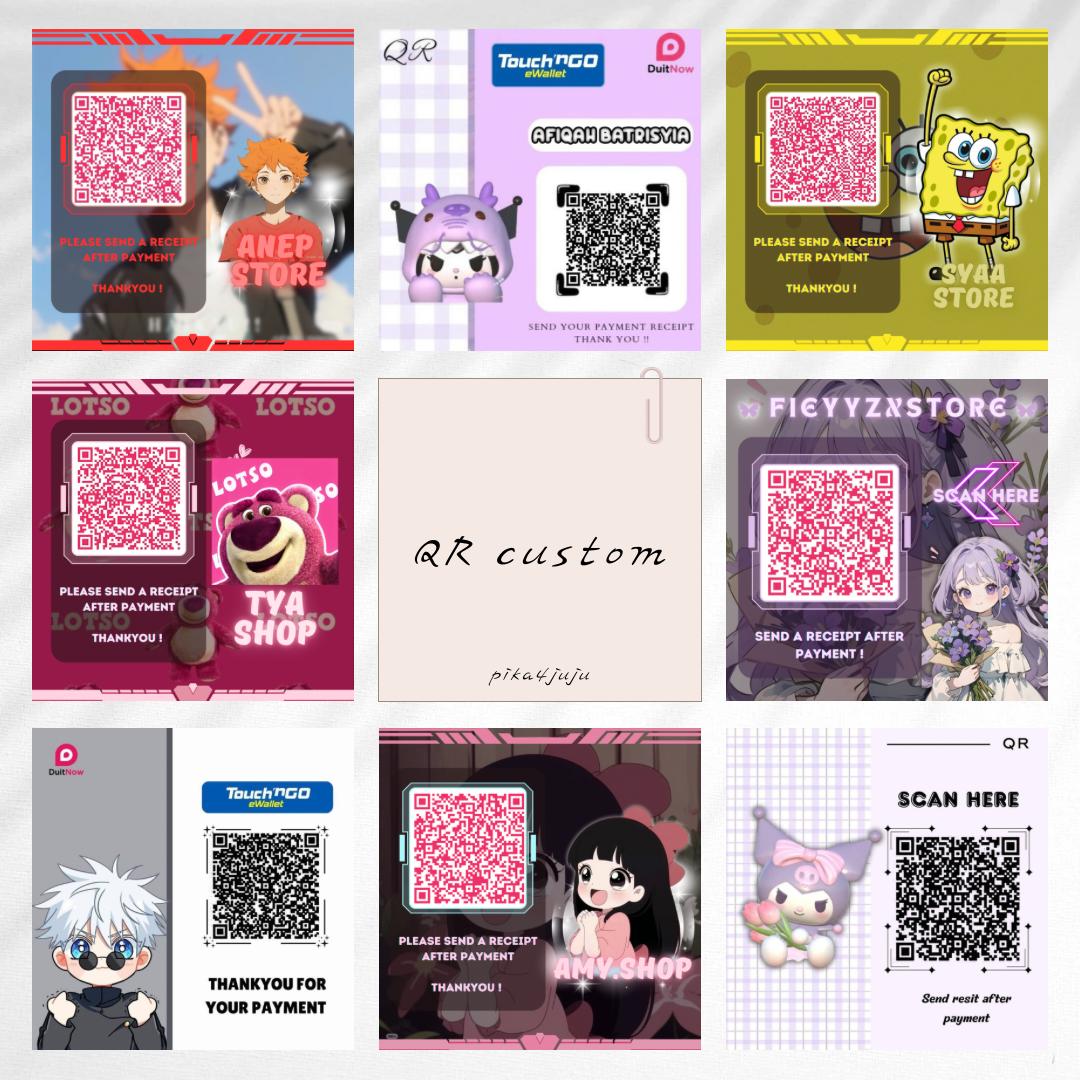 PLEASE SEND A RECEIPT
AFTER PAYMENT
THANKYOU !
ANEP
STORE
QR
Touch'nGO
eWallet
DuitNow
AFIQAH BATRISYIA
SEND YOUR PAYMENT RECEIPT
THANK YOU !!
PLEASE SEND A RECEIPT
AFTER PAYMENT
THANKYOU !
SYAA
STORE
LOTSO
LOTSO
LOTSO
PLEASE SEND A RECEIPT
AFTER PAYMENT
LOTSO
THANKYOU !
TYA
SHOP
QR custom
pika4juju
FIEYYZXSTORE
SCAN HERE
SEND A RECEIPT AFTER
PAYMENT !
DuitNow
Touch'nGO
eWallet
THANKYOU FOR
YOUR PAYMENT
PLEASE SEND A RECEIPT
AFTER PAYMENT
THANKYOU !
AMY.SHOP
QR
SCAN HERE
Send resit after
payment